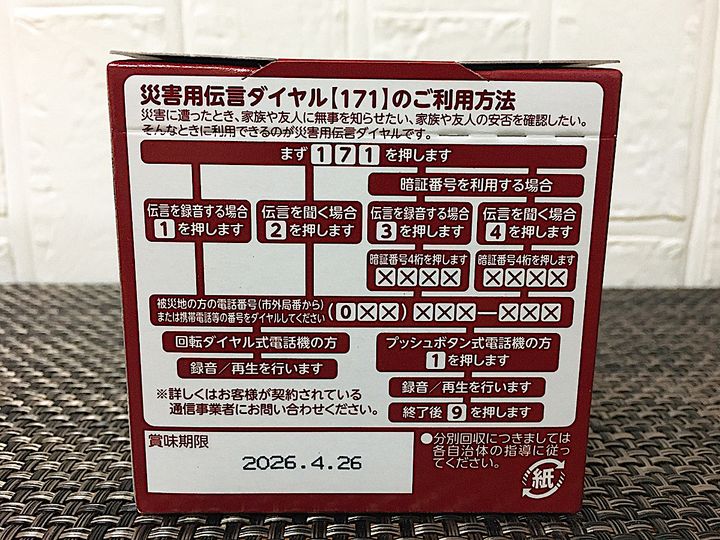 災害用伝言ダイヤル【171】のご利用方法
災害に遭ったとき、家族や友人に無事を知らせたい、家族や友人の安否を確認したい。
そんなときに利用できるのが災害用伝言ダイヤルです。
まず 1 7 1 を押します
暗証番号を利用する場合
伝言を録音する場合
1 を押します
伝言を聞く場合
2 を押します
伝言を録音する場合
3 を押します
伝言を聞く場合
4 を押します
暗証番号4桁を押します
××××
暗証番号4桁を押します
××××
被災地の方の電話番号(市外局番から)
または携帯電話等の番号をダイヤルしてください
(0××)×××―×××
回転ダイヤル式電話機の方
録音/再生を行います
プッシュボタン式電話機の方
1 を押します
録音/再生を行います
終了後 9 を押します
※詳しくはお客様が契約されている
通信事業者にお問い合わせください。
賞味期限
2026.4.26
●分別回収につきましては
各自治体の指導に従っ
てください。
紙